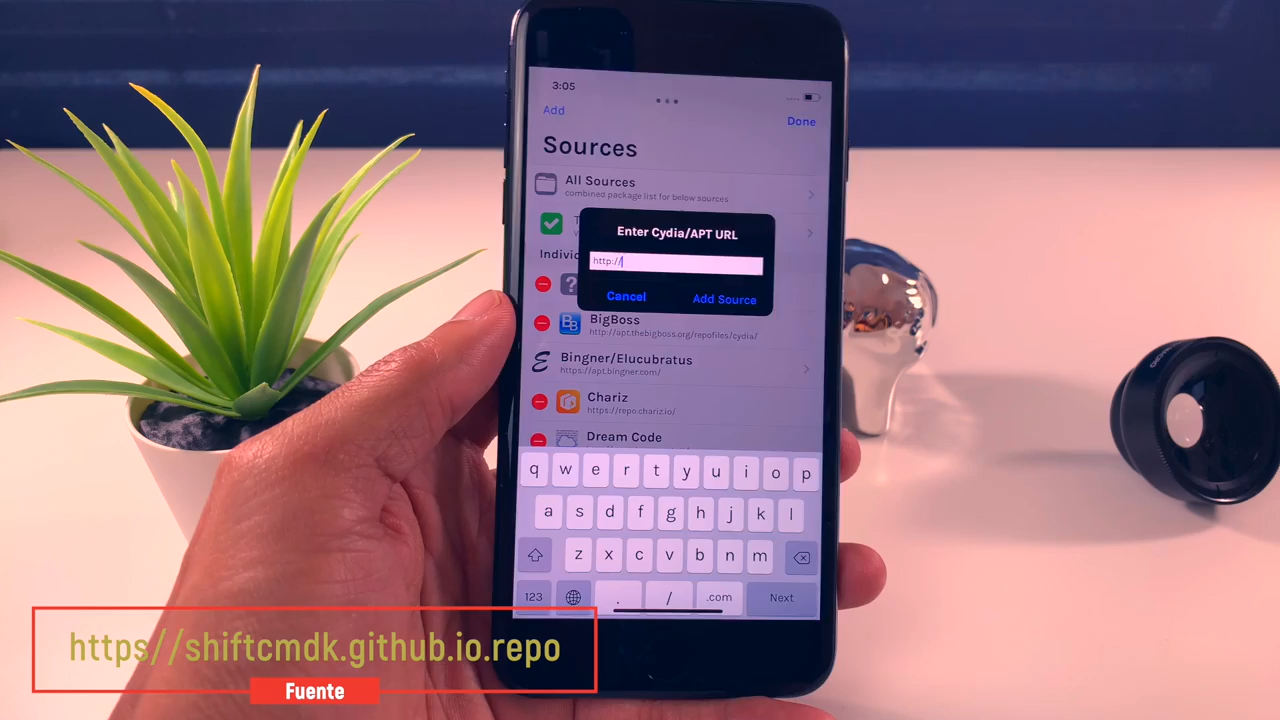 3:05
Add
Done
Sources
All Sources
combined package list for below sources
Enter Cydia/APT URL
http://
Cancel
Add Source
BigBoss
http://apt.thebigboss.org/repofiles/cydia/
Bingner/Elucubratus
https://apt.bingner.com/
Chariz
https://repo.chariz.io/
Dream Code
q w e r t y u i o p
a s d f g h j k l
z x c v b n m
123 . / .com Next
https//shiftcmdk.github.io.repo
Fuente